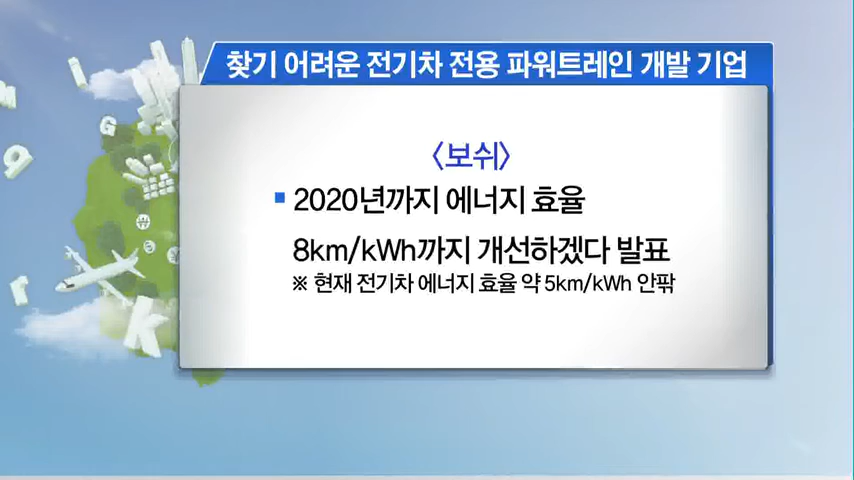 찾기 어려운 전기차 전용 파워트레인 개발 기업
<보쉬>
▪ 2020년까지 에너지 효율
8km/kWh까지 개선하겠다 발표
※ 현재 전기차 에너지 효율 약 5km/kWh 안팎
G
9
r
K
₩